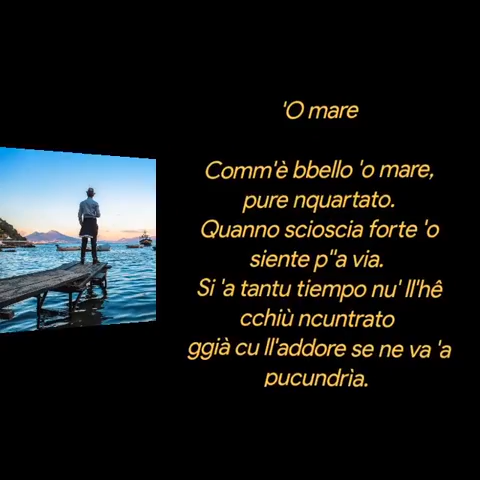 'O mare
Comm'è bbello 'o mare,
pure nquartato.
Quanno scioscia forte 'o
siente p''a via.
Si 'a tantu tiempo nu' ll'hê
cchiù ncuntrato
ggià cu ll'addore se ne va 'a
pucundrìa.